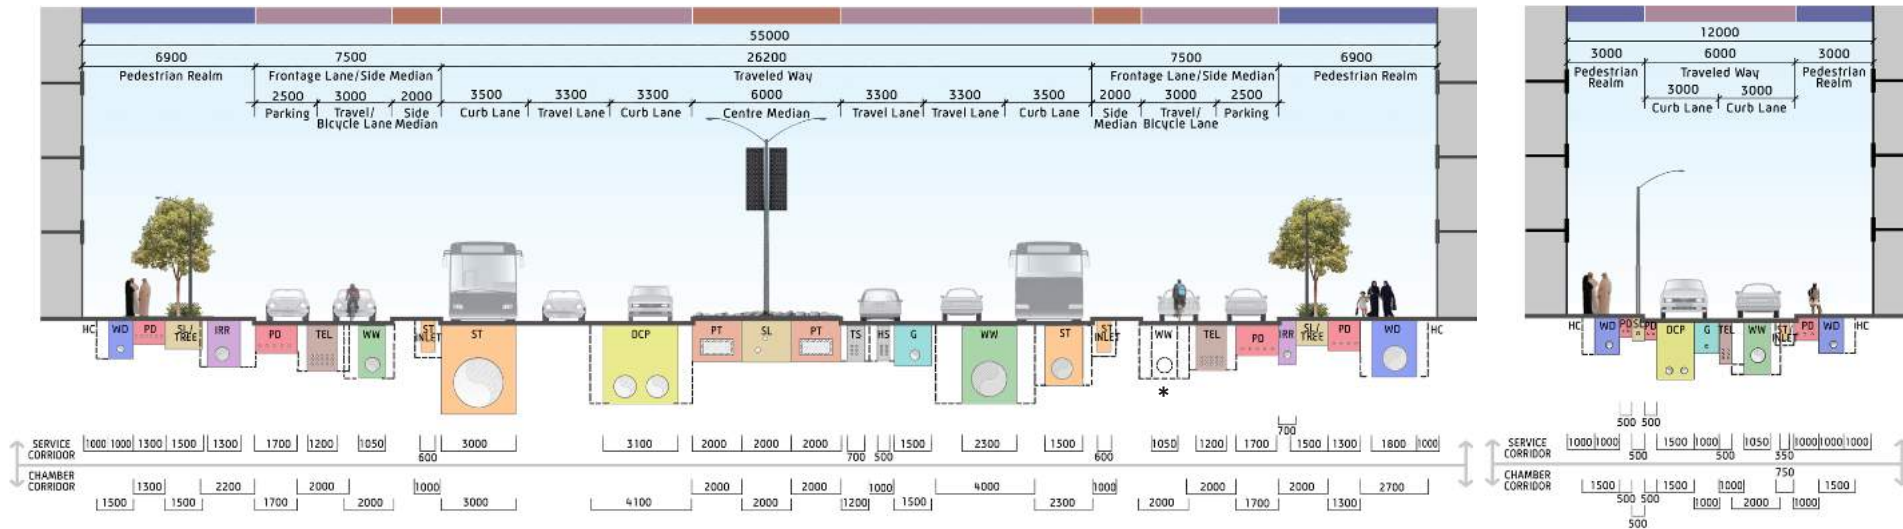 55000
6900 7500 26200 7500 6900
Pedestrian Realm Frontage Lane/Side Median Traveled Way Frontage Lane/Side Median Pedestrian Realm
2500 3000 2000 3500 3300 3300 6000 3300 3300 3500 2000 3000 2500
Parking Travel/ Bicycle Lane Side Median Curb Lane Travel Lane Curb Lane Centre Median Travel Lane Travel Lane Curb Lane Side Median Travel/ Bicycle Lane Parking
HC WD PD SL/ TREE IRR PD TEL WW ST INLET ST DCP PT SL PT TS HS G WW ST ST INLET WW TEL PD IRR SL/ TREE PD WD HC
*
SERVICE CORRIDOR 1000 1000 1300 1500 1300 1700 1200 1050 600 3000 3100 2000 2000 2000 700 500 1500 2300 1500 600 1050 1200 1700 700 1500 1300 1800 1000
CHAMBER CORRIDOR 1500 1300 1500 2200 1700 2000 2000 1000 3000 4100 2000 2000 2000 1200 1000 1500 4000 2300 1000 2000 2000 1700 2000 1300 2700
12000
3000 6000 3000
Pedestrian Realm Traveled Way Pedestrian Realm
3000 3000
Curb Lane Curb Lane
HC WD PD SL PD DCP G TEL WW ST/ INLET PD WD HC
SERVICE CORRIDOR 1000 1000 500 500 500 1500 1000 500 1050 350 1000 1000 1000
CHAMBER CORRIDOR 1500 500 500 500 1500 1000 1000 2000 750 1000 1500